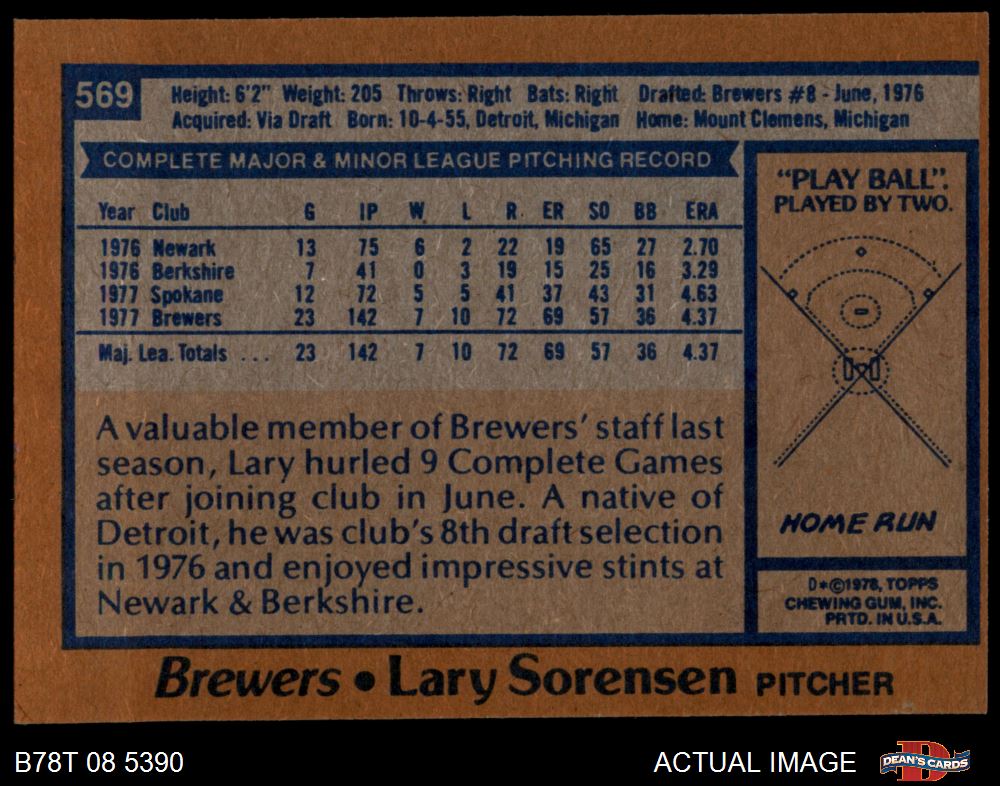 569
Height: 6'2" Weight: 205 Throws: Right Bats: Right Drafted: Brewers #8 - June, 1976
Acquired: Via Draft Born: 10-4-55, Detroit, Michigan Home: Mount Clemens, Michigan
COMPLETE MAJOR & MINOR LEAGUE PITCHING RECORD
Year Club G IP W L R ER SO BB ERA
1976 Newark 13 75 6 2 22 19 65 27 2.70
1976 Berkshire 7 41 0 3 19 15 25 16 3.29
1977 Spokane 12 72 5 5 41 37 43 31 4.63
1977 Brewers 23 142 7 10 72 69 57 36 4.37
Maj. Lea. Totals ... 23 142 7 10 72 69 57 36 4.37
A valuable member of Brewers' staff last
season, Lary hurled 9 Complete Games
after joining club in June. A native of
Detroit, he was club's 8th draft selection
in 1976 and enjoyed impressive stints at
Newark & Berkshire.
"PLAY BALL".
PLAYED BY TWO.
HOME RUN
D*©1978, TOPPS
CHEWING GUM, INC.
PRTD. IN U.S.A.
Brewers • Lary Sorensen PITCHER
B78T 08 5390
ACTUAL IMAGE
D
DEAN'S CARDS